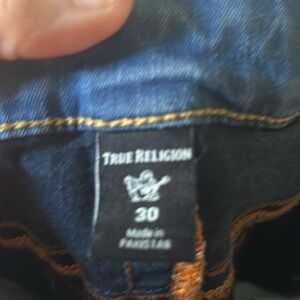 TRUE RELIGION
30
Made in
PAKISTAN